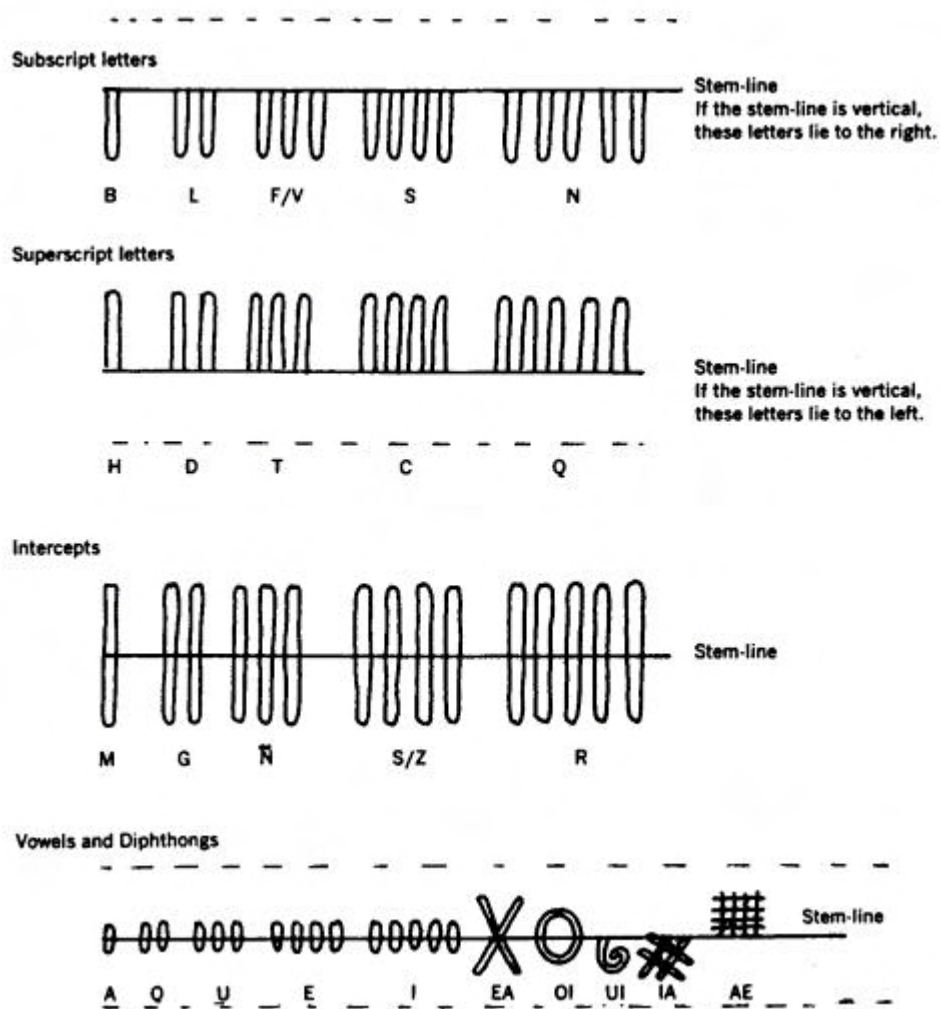 Subscript letters
Stem-line
If the stem-line is vertical,
these letters lie to the right.
B L F/V S N
Superscript letters
Stem-line
If the stem-line is vertical,
these letters lie to the left.
H D T C Q
Intercepts
Stem-line
M G Ñ S/Z R
Vowels and Diphthongs
Stem-line
A O U E I EA OI UI IA AE